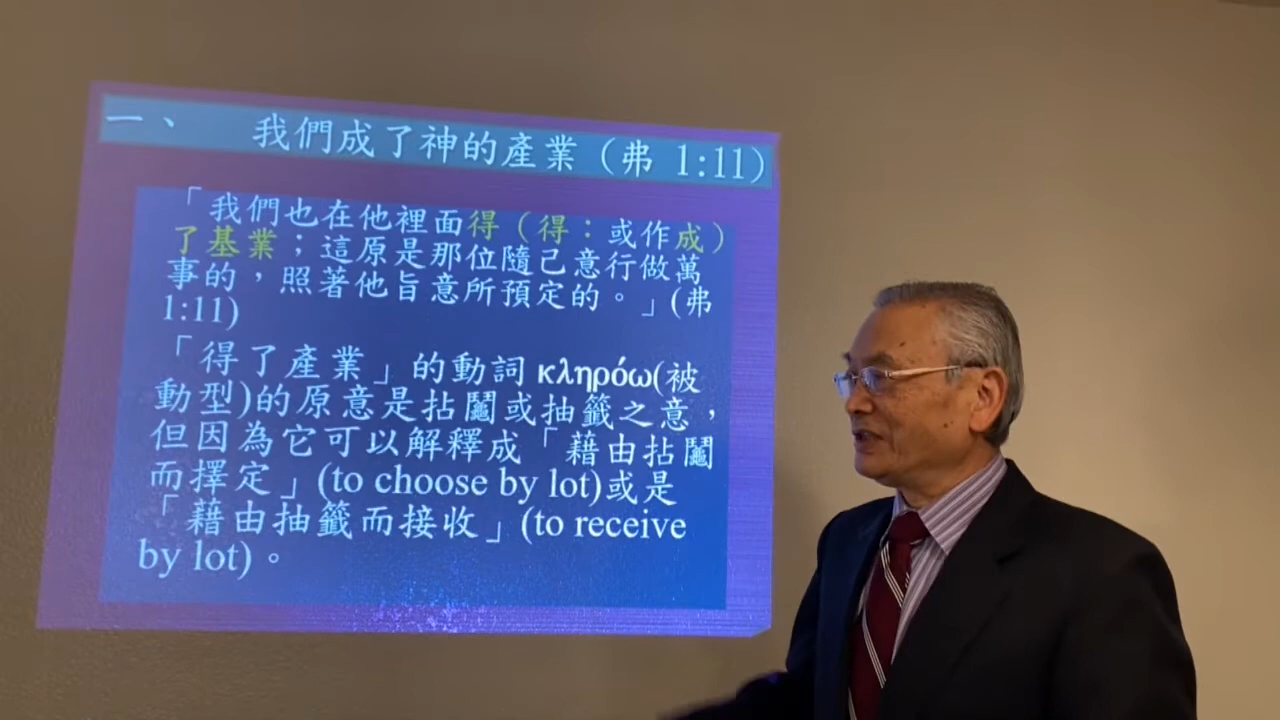 一、 我們成了神的產業（弗 1:11）
「我們也在他裡面得（得：或作成）
了基業；這原是那位隨己意行做萬
事的，照著他旨意所預定的。」(弗
1:11)
「得了產業」的動詞 κληρόω(被
動型)的原意是拈鬮或抽籤之意，
但因為它可以解釋成「藉由拈鬮
而擇定」(to choose by lot)或是
「藉由抽籤而接收」(to receive
by lot)。